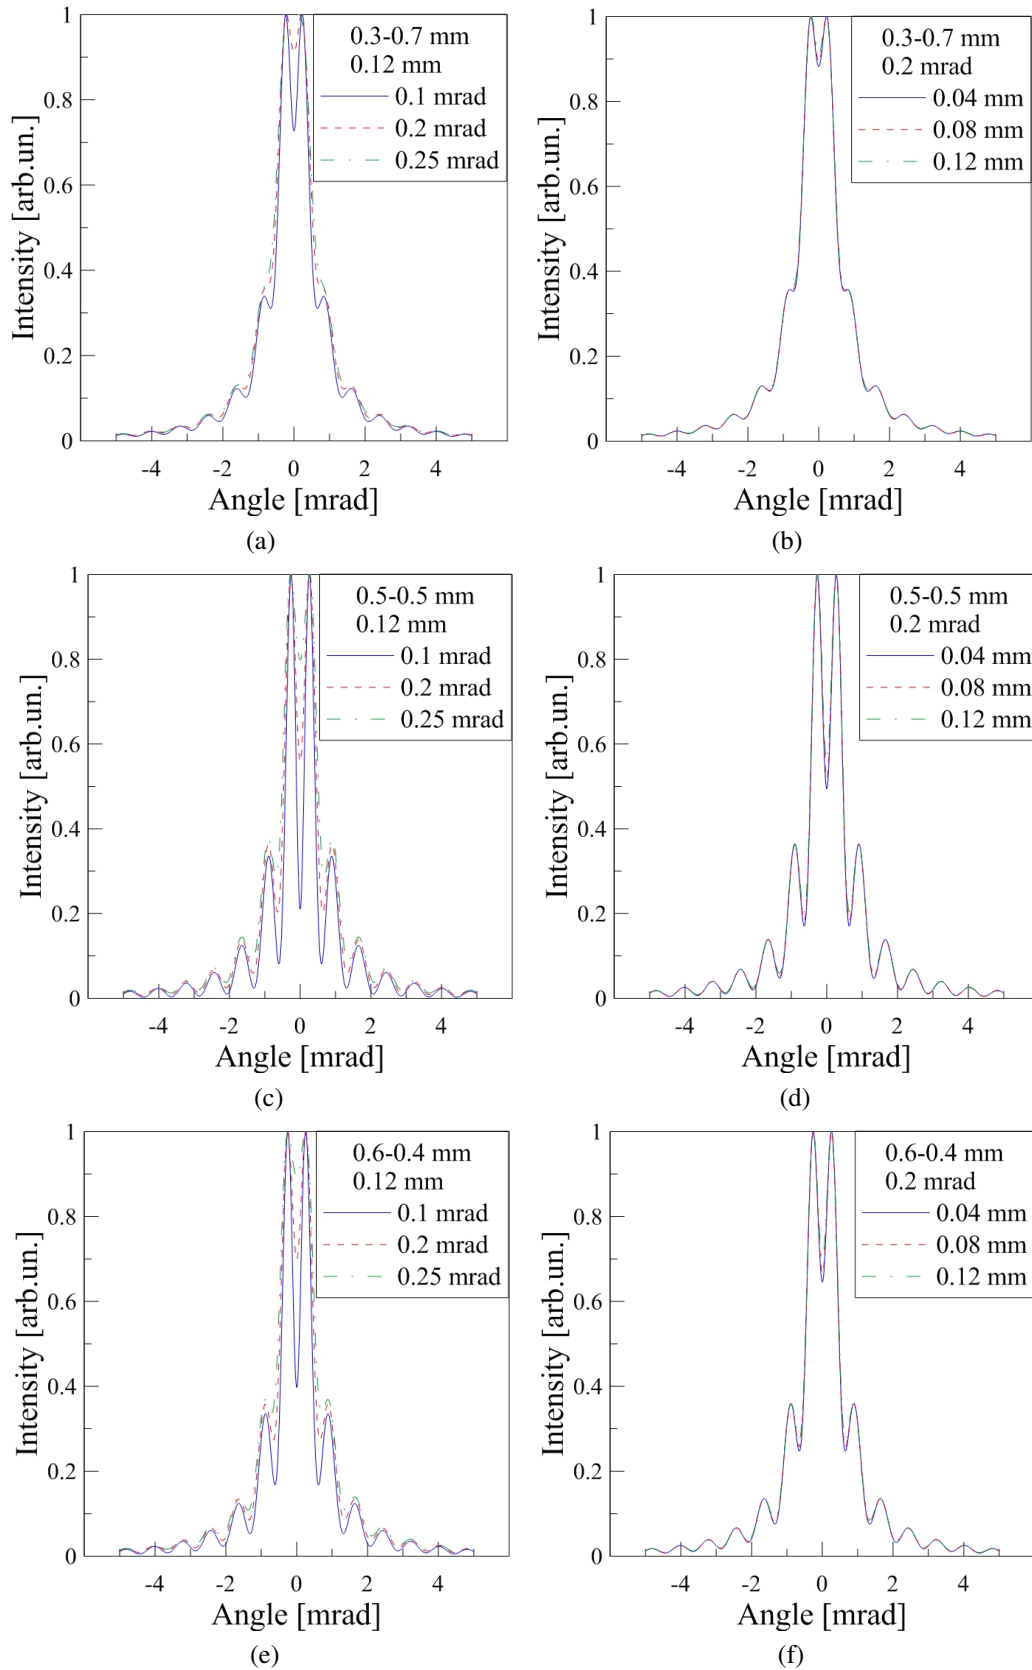 1
0.8
0.6
0.4
0.2
0
Intensity [arb.un.]
0.3-0.7 mm
0.12 mm
0.1 mrad
0.2 mrad
0.25 mrad
-4 -2 0 2 4
Angle [mrad]
(a)
1
0.8
0.6
0.4
0.2
0
Intensity [arb.un.]
0.3-0.7 mm
0.2 mrad
0.04 mm
0.08 mm
0.12 mm
-4 -2 0 2 4
Angle [mrad]
(b)
1
0.8
0.6
0.4
0.2
0
Intensity [arb.un.]
0.5-0.5 mm
0.12 mm
0.1 mrad
0.2 mrad
0.25 mrad
-4 -2 0 2 4
Angle [mrad]
(c)
1
0.8
0.6
0.4
0.2
0
Intensity [arb.un.]
0.5-0.5 mm
0.2 mrad
0.04 mm
0.08 mm
0.12 mm
-4 -2 0 2 4
Angle [mrad]
(d)
1
0.8
0.6
0.4
0.2
0
Intensity [arb.un.]
0.6-0.4 mm
0.12 mm
0.1 mrad
0.2 mrad
0.25 mrad
-4 -2 0 2 4
Angle [mrad]
(e)
1
0.8
0.6
0.4
0.2
0
Intensity [arb.un.]
0.6-0.4 mm
0.2 mrad
0.04 mm
0.08 mm
0.12 mm
-4 -2 0 2 4
Angle [mrad]
(f)